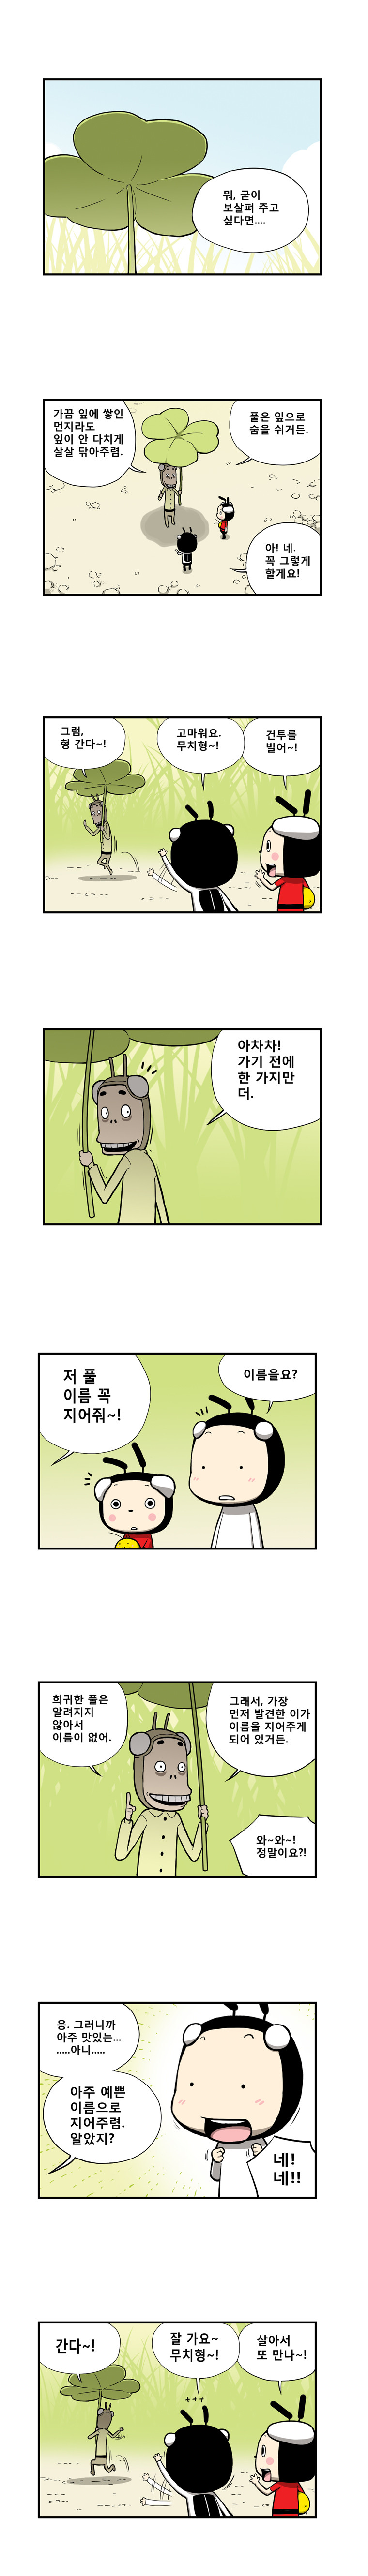 뭐, 굳이
보살펴 주고
싶다면....
가끔 잎에 쌓인
먼지라도
잎이 안 다치게
살살 닦아주렴.
풀은 잎으로
숨을 쉬거든.
아! 네.
꼭 그렇게
할게요!
그럼,
형 간다~!
고마워요.
무치형~!
건투를
빌어~!
아차차!
가기 전에
한 가지만
더.
저 풀
이름 꼭
지어줘~!
이름을요?
희귀한 풀은
알려지지
않아서
이름이 없어.
그래서, 가장
먼저 발견한 이가
이름을 지어주게
되어 있거든.
와~와~!
정말이요?!
응. 그러니까
아주 맛있는...
.....아니.....
아주 예쁜
이름으로
지어주렴.
알았지?
네!
네!!
간다~!
잘 가요~
무치형~!
살아서
또 만나~!